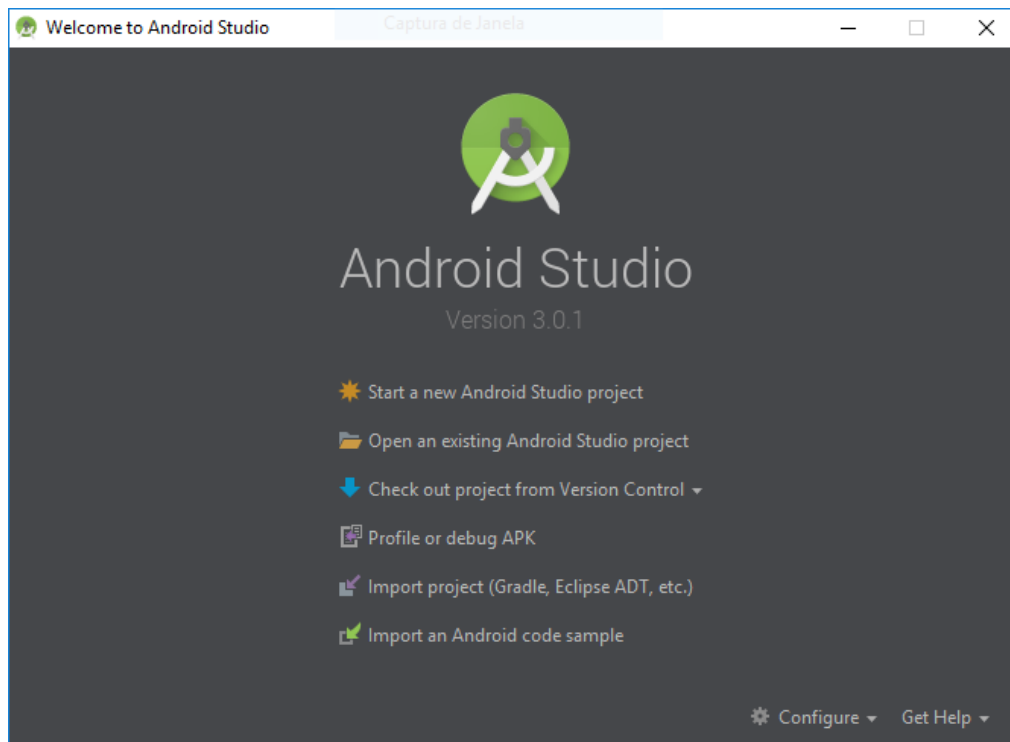 Welcome to Android Studio
Captura de Janela
Android Studio
Version 3.0.1
Start a new Android Studio project
Open an existing Android Studio project
Check out project from Version Control
Profile or debug APK
Import project (Gradle, Eclipse ADT, etc.)
Import an Android code sample
Configure
Get Help